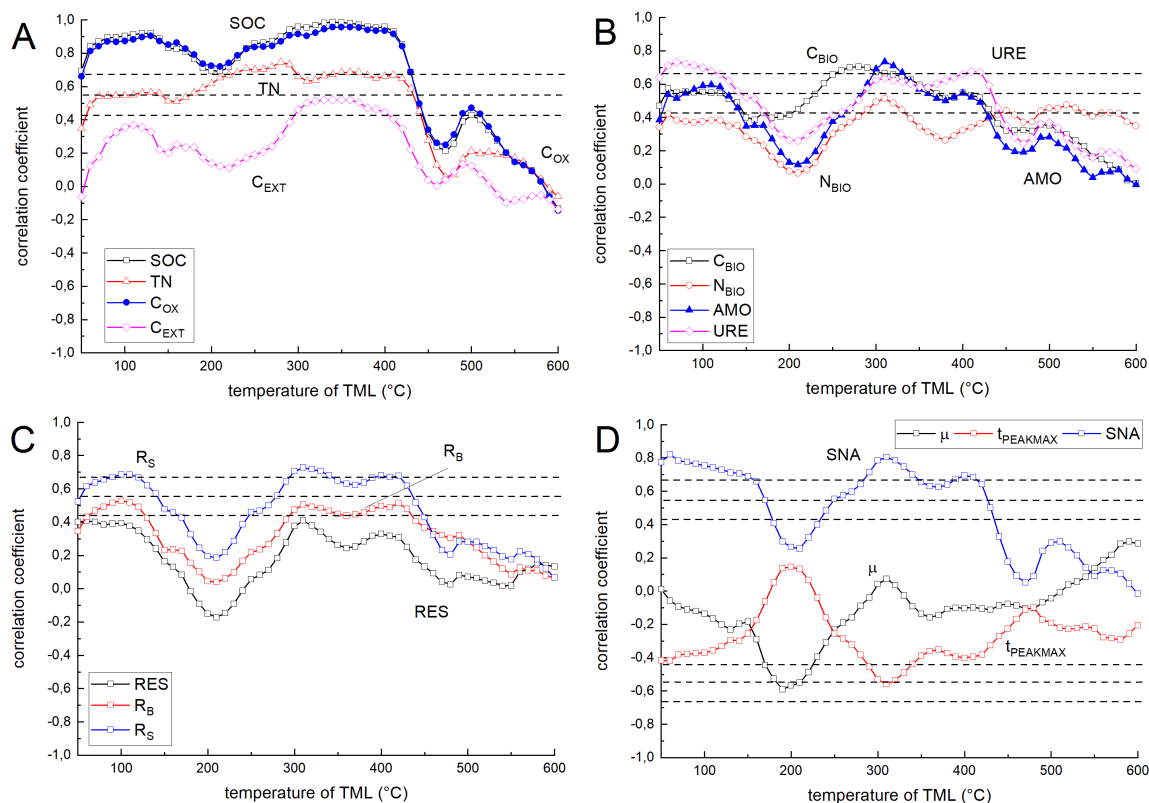 A
SOC
TN
C_EXT
C_OX
SOC
TN
C_OX
C_EXT
1,0
0,8
0,6
0,4
0,2
0,0
-0,2
-0,4
0,6
0,8
-1,0
correlation coefficient
100 200 300 400 500 600
temperature of TML (°C)
B
C_BIO
URE
N_BIO
AMO
C_BIO
N_BIO
AMO
URE
1,0
0,8
0,6
0,4
0,2
0,0
-0,2
-0,4
0,6
0,8
-1,0
correlation coefficient
100 200 300 400 500 600
temperature of TML (°C)
C
R_S
R_B
RES
RES
R_B
R_S
1,0
0,8
0,6
0,4
0,2
0,0
-0,2
-0,4
0,6
0,8
-1,0
correlation coefficient
100 200 300 400 500 600
temperature of TML (°C)
D
μ t_PEAKMAX SNA
SNA
μ
t_PEAKMAX
1,0
0,8
0,6
0,4
0,2
0,0
-0,2
-0,4
-0,6
-0,8
-1,0
correlation coefficient
100 200 300 400 500 600
temperature of TML (°C)